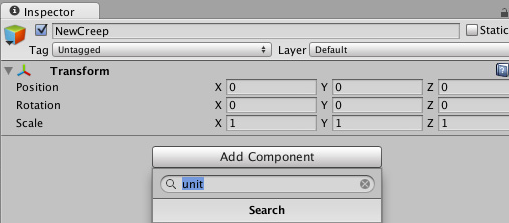 Inspector
NewCreep Static
Tag Untagged Layer Default
Transform
Position X 0 Y 0 Z 0
Rotation X 0 Y 0 Z 0
Scale X 1 Y 1 Z 1
Add Component
unit
Search